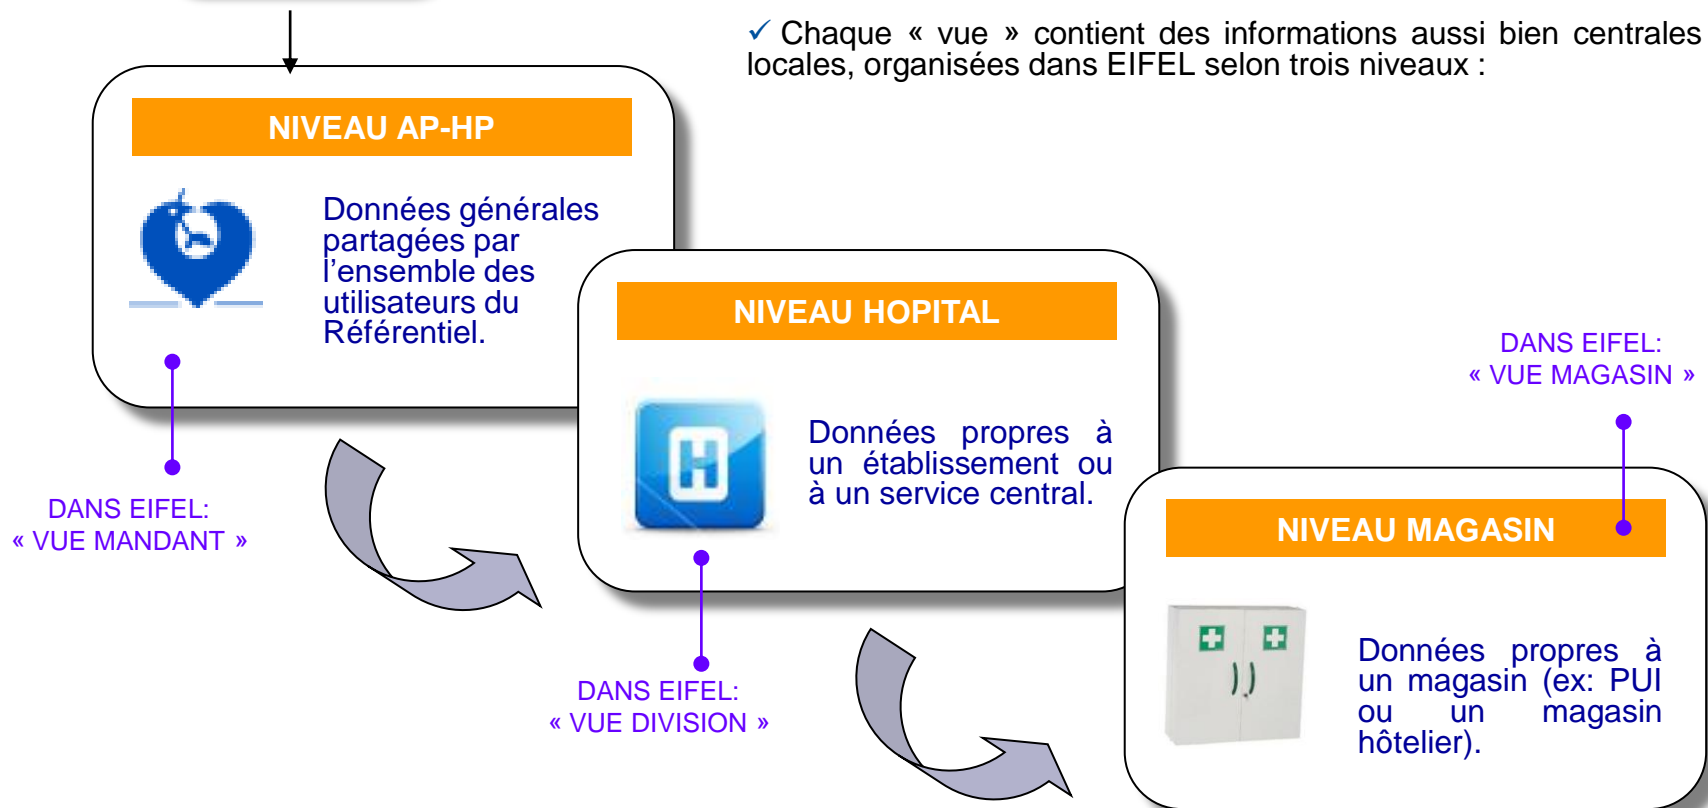 ✓ Chaque « vue » contient des informations aussi bien centrales
locales, organisées dans EIFEL selon trois niveaux :
NIVEAU AP-HP
Données générales
partagées par
l’ensemble des
utilisateurs du
Référentiel.
DANS EIFEL:
« VUE MANDANT »
NIVEAU HOPITAL
H
Données propres à
un établissement ou
à un service central.
DANS EIFEL:
« VUE DIVISION »
DANS EIFEL:
« VUE MAGASIN »
NIVEAU MAGASIN
Données propres à
un magasin (ex: PUI
ou un magasin
hôtelier).